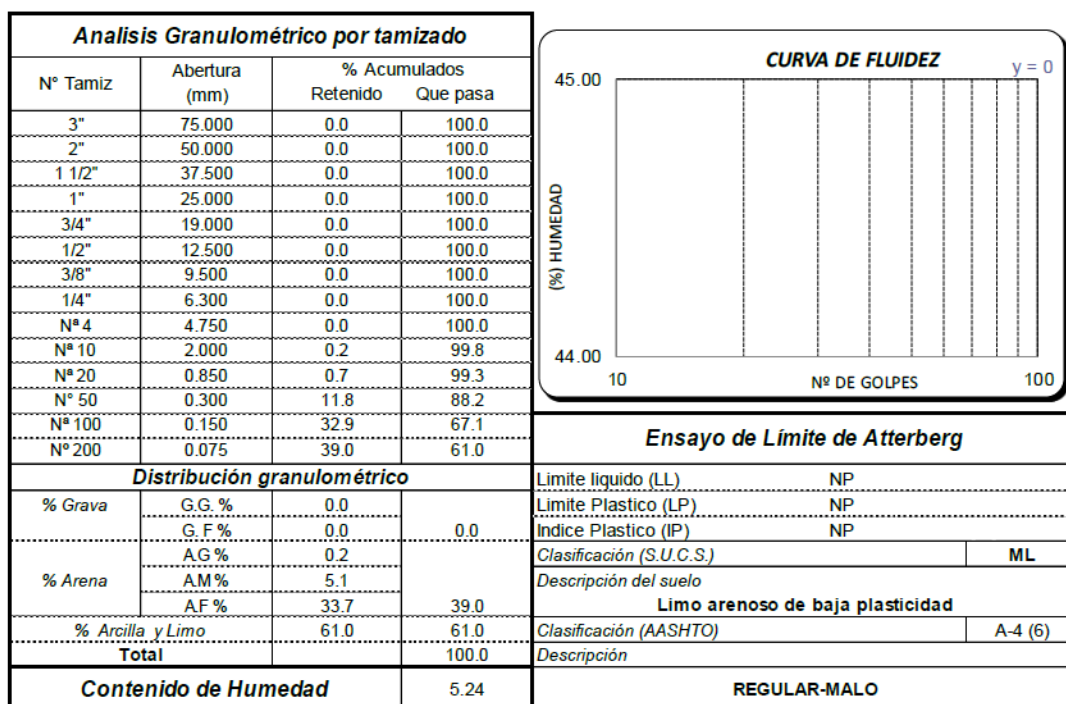 Analisis Granulométrico por tamizado
N° Tamiz Abertura (mm) % Acumulados
Retenido Que pasa
3" 75.000 0.0 100.0
2" 50.000 0.0 100.0
1 1/2" 37.500 0.0 100.0
1" 25.000 0.0 100.0
3/4" 19.000 0.0 100.0
1/2" 12.500 0.0 100.0
3/8" 9.500 0.0 100.0
1/4" 6.300 0.0 100.0
Nª 4 4.750 0.0 100.0
Nª 10 2.000 0.2 99.8
Nª 20 0.850 0.7 99.3
N° 50 0.300 11.8 88.2
Nª 100 0.150 32.9 67.1
Nº 200 0.075 39.0 61.0
Distribución granulométrico
% Grava G.G. % 0.0
G. F % 0.0 0.0
A.G % 0.2
% Arena A.M % 5.1
A.F % 33.7 39.0
% Arcilla y Limo 61.0 61.0
Total 100.0
Contenido de Humedad 5.24
CURVA DE FLUIDEZ
y = 0
45.00
(%) HUMEDAD
44.00
10 Nº DE GOLPES 100
Ensayo de Límite de Atterberg
Limite liquido (LL) NP
Limite Plastico (LP) NP
Indice Plastico (IP) NP
Clasificación (S.U.C.S.) ML
Descripción del suelo
Limo arenoso de baja plasticidad
Clasificación (AASHTO) A-4 (6)
Descripción
REGULAR-MALO